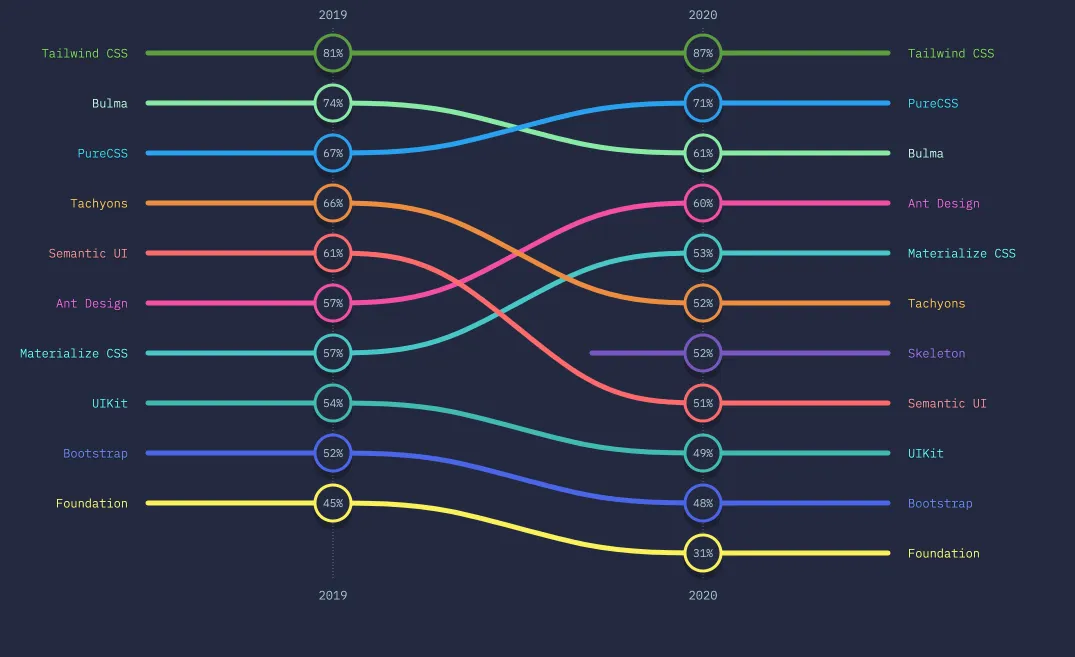 2019 2020
Tailwind CSS 81% 87% Tailwind CSS
Bulma 74% 71% PureCSS
PureCSS 67% 61% Bulma
Tachyons 66% 60% Ant Design
Semantic UI 61% 53% Materialize CSS
Ant Design 57% 52% Tachyons
Materialize CSS 57% 52% Skeleton
UIKit 54% 51% Semantic UI
Bootstrap 52% 49% UIKit
Foundation 45% 48% Bootstrap
31% Foundation
2019 2020